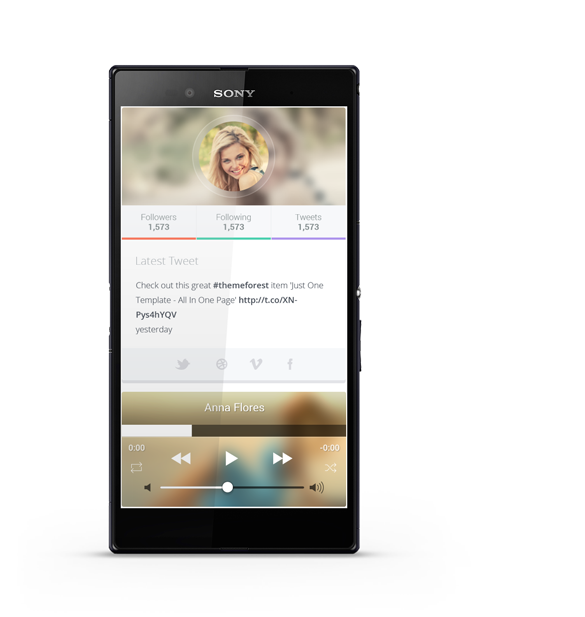 SONY
Followers
1,573
Following
1,573
Tweets
1,573
Latest Tweet
Check out this great #themeforest item 'Just One
Template - All In One Page' http://t.co/XN-
Pys4hYQV
yesterday
Anna Flores
0:00
-0:00